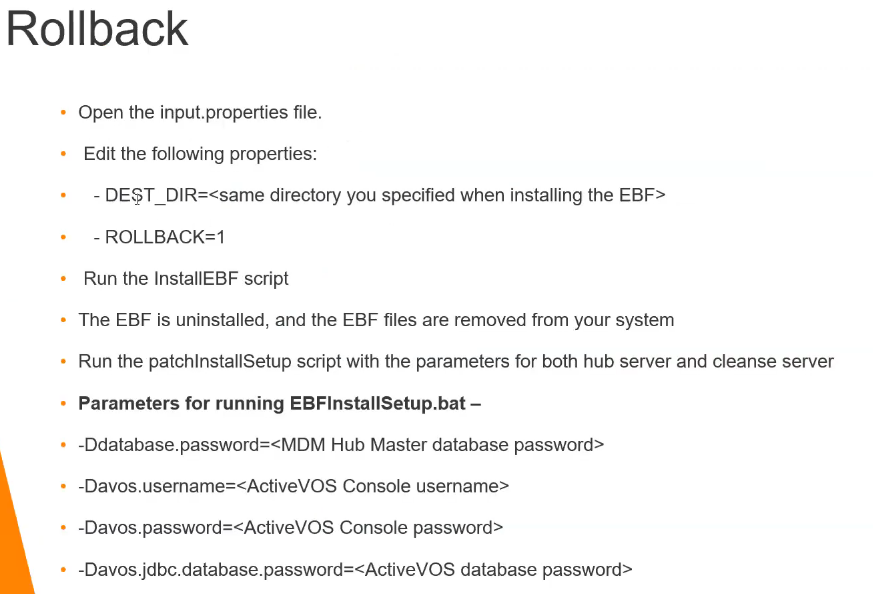 Rollback
• Open the input.properties file.
• Edit the following properties:
• - DEST_DIR=<same directory you specified when installing the EBF>
• - ROLLBACK=1
• Run the InstallEBF script
• The EBF is uninstalled, and the EBF files are removed from your system
• Run the patchInstallSetup script with the parameters for both hub server and cleanse server
• Parameters for running EBFInstallSetup.bat –
• -Ddatabase.password=<MDM Hub Master database password>
• -Davos.username=<ActiveVOS Console username>
• -Davos.password=<ActiveVOS Console password>
• -Davos.jdbc.database.password=<ActiveVOS database password>